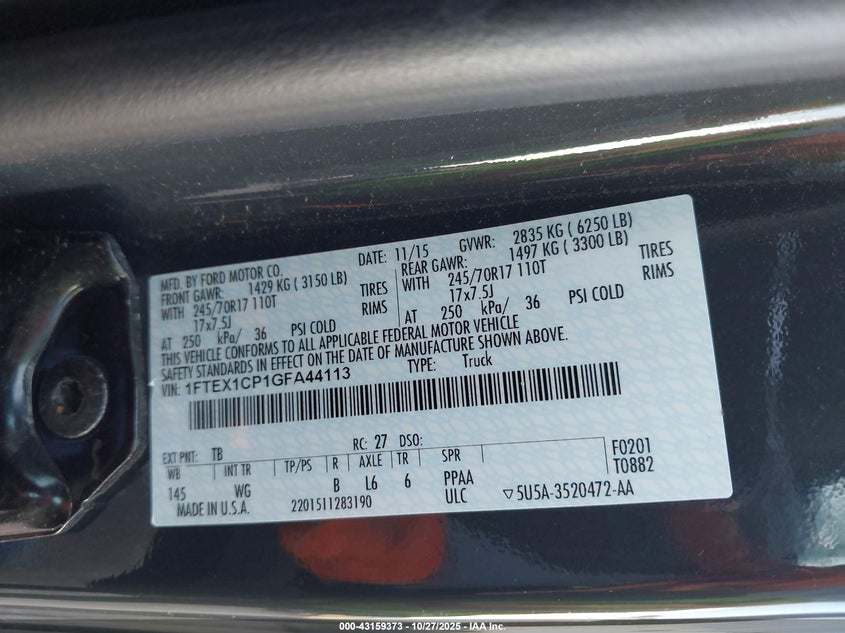 MFD. BY FORD MOTOR CO. DATE: 11/15 GVWR: 2835 KG ( 6250 LB)
FRONT GAWR: 1429 KG ( 3150 LB) REAR GAWR: 1497 KG ( 3300 LB)
WITH 245/70R17 110T TIRES WITH 245/70R17 110T TIRES
17x7.5J RIMS 17x7.5J RIMS
AT 250 kPa/ 36 PSI COLD AT 250 kPa/ 36 PSI COLD
THIS VEHICLE CONFORMS TO ALL APPLICABLE FEDERAL MOTOR VEHICLE
SAFETY STANDARDS IN EFFECT ON THE DATE OF MANUFACTURE SHOWN ABOVE.
VIN: 1FTEX1CP1GFA44113 TYPE: Truck
EXT PNT: TB RC: 27 DSO: F0201
WB INT TR TP/PS R AXLE TR SPR T0882
145 WG B L6 6 PPAA
MADE IN U.S.A. 2201511283190 ULC ▽5U5A-3520472-AA
000-43159373 - 10/27/2025 - IAA Inc.